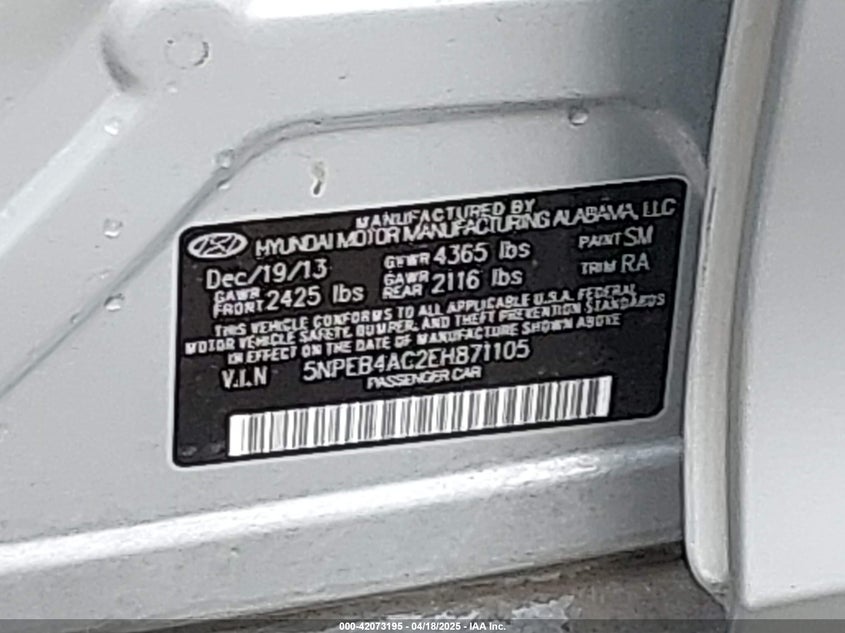 MANUFACTURED BY
HYUNDAI MOTOR MANUFACTURING ALABAMA, LLC
Dec/19/13 GVWR 4365 lbs PAINT SM
GAWR FRONT 2425 lbs GAWR REAR 2116 lbs TRIM RA
THIS VEHICLE CONFORMS TO ALL APPLICABLE U.S.A. FEDERAL
MOTOR VEHICLE SAFETY, BUMPER, AND THEFT PREVENTION STANDARDS
IN EFFECT ON THE DATE OF MANUFACTURE SHOWN ABOVE
V.I.N 5NPEB4AC2EH871105
PASSENGER CAR
000-42073195 - 04/18/2025 - IAA Inc.